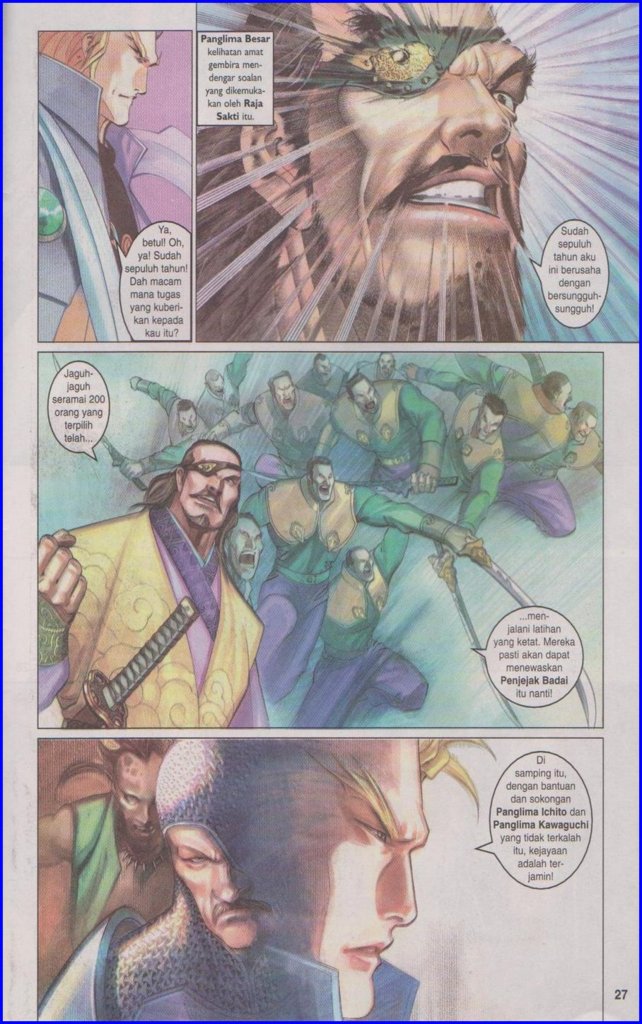 Ya,
betul! Oh,
ya! Sudah
sepuluh tahun!
Dah macam
mana tugas
yang kuberi-
kan kepada
kau itu?
Panglima Besar
kelihatan amat
gembira men-
dengar soalan
yang dikemuka-
kan oleh Raja
Sakti itu.
Sudah
sepuluh
tahun aku
ini berusaha
dengan
bersungguh-
sungguh!
Jaguh-
jaguh
seramai 200
orang yang
terpilih
telah...
...men-
jalani latihan
yang ketat. Mereka
pasti akan dapat
menewaskan
Penjejak Badai
itu nanti!
Di
samping itu,
dengan bantuan
dan sokongan
Panglima Ichito dan
Panglima Kawaguchi
yang tidak terkalah
itu, kejayaan
adalah ter-
jamin!
27